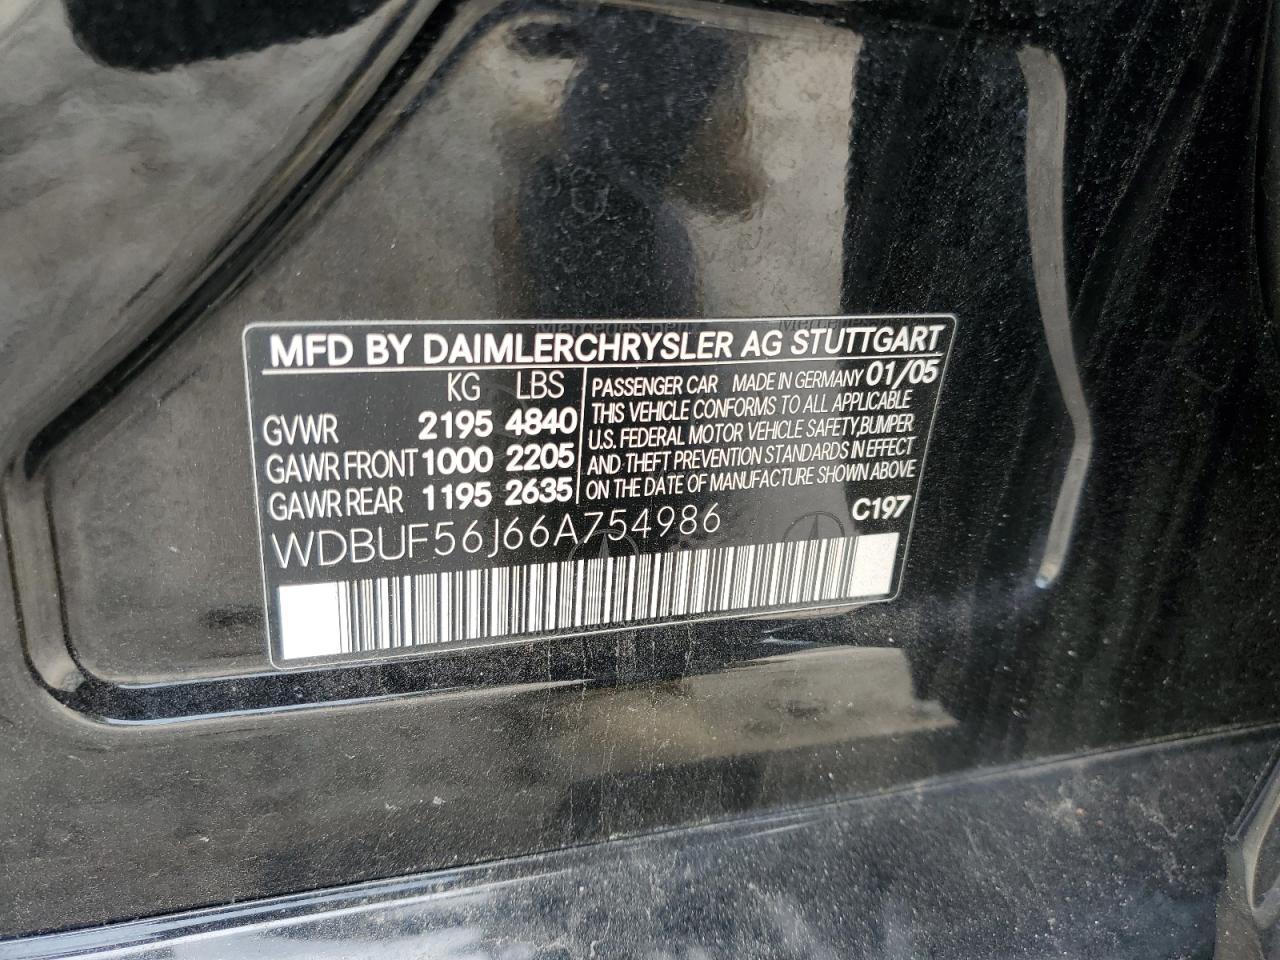 MFD BY DAIMLERCHRYSLER AG STUTTGART
KG LBS
GVWR 2195 4840
GAWR FRONT 1000 2205
GAWR REAR 1195 2635
PASSENGER CAR MADE IN GERMANY 01/05
THIS VEHICLE CONFORMS TO ALL APPLICABLE
U.S. FEDERAL MOTOR VEHICLE SAFETY,BUMPER
AND THEFT PREVENTION STANDARDS IN EFFECT
ON THE DATE OF MANUFACTURE SHOWN ABOVE
WDBUF56J66A754986
C197